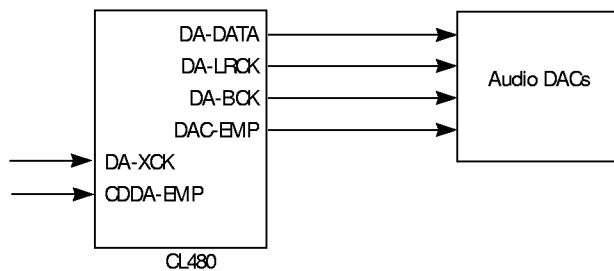 DA-DATA
DA-LRCK
DA-BCK
DAC-EMP
DA-XCK
CDDA-EMP
Audio DACs
CL480